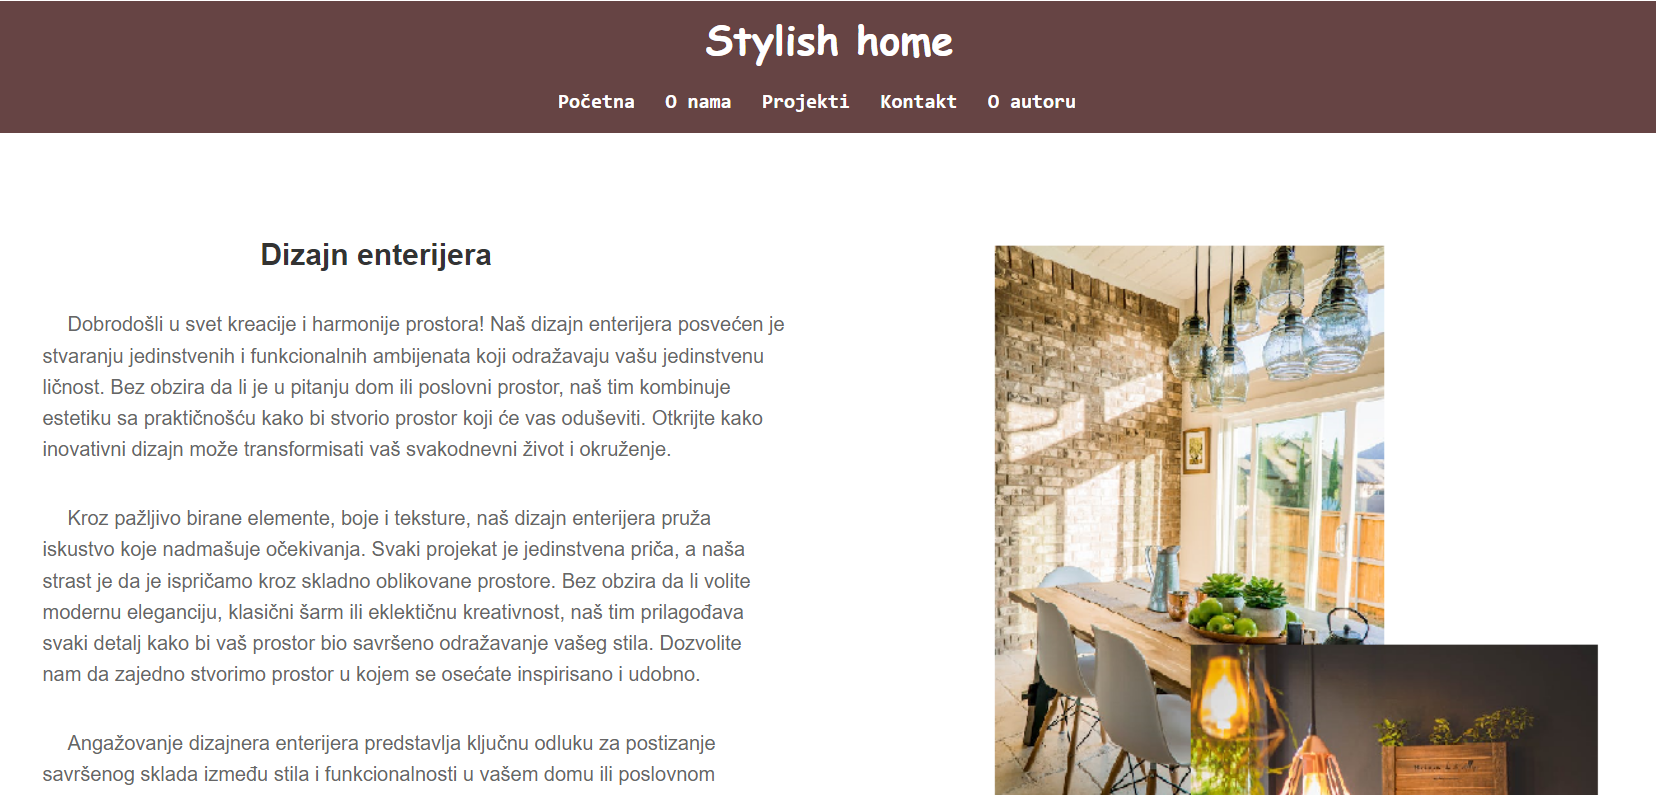 Stylish home
Početna O nama Projekti Kontakt O autoru
Dizajn enterijera
Dobrodošli u svet kreacije i harmonije prostora! Naš dizajn enterijera posvećen je
stvaranju jedinstvenih i funkcionalnih ambijenata koji odražavaju vašu jedinstvenu
ličnost. Bez obzira da li je u pitanju dom ili poslovni prostor, naš tim kombinuje
estetiku sa praktičnošću kako bi stvorio prostor koji će vas oduševiti. Otkrijte kako
inovativni dizajn može transformisati vaš svakodnevni život i okruženje.
Kroz pažljivo birane elemente, boje i teksture, naš dizajn enterijera pruža
iskustvo koje nadmašuje očekivanja. Svaki projekat je jedinstvena priča, a naša
strast je da je ispričamo kroz skladno oblikovane prostore. Bez obzira da li volite
modernu eleganciju, klasični šarm ili eklektičnu kreativnost, naš tim prilagođava
svaki detalj kako bi vaš prostor bio savršeno odražavanje vašeg stila. Dozvolite
nam da zajedno stvorimo prostor u kojem se osećate inspirisano i udobno.
Angažovanje dizajnera enterijera predstavlja ključnu odluku za postizanje
savršenog sklada između stila i funkcionalnosti u vašem domu ili poslovnom